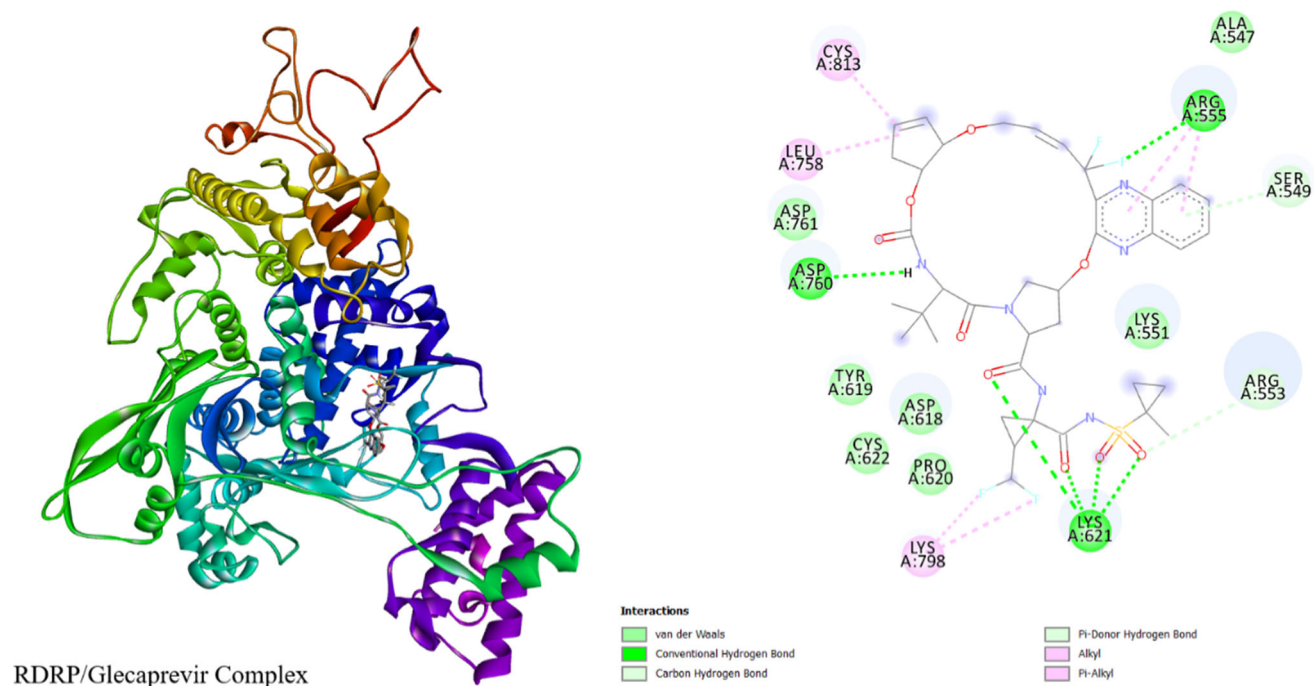 ALA
A:547
CYS
A:813
ARG
A:555
LEU
A:758
SER
A:549
ASP
A:761
ASP
A:760
LYS
A:551
TYR
A:619
ARG
A:553
ASP
A:618
CYS
A:622
PRO
A:620
LYS
A:621
LYS
A:798
O
F
F
O
N
O
O
H
N
N
O
N
O
O
N
N
S
O
O
O
F
F
Interactions
van der Waals
Conventional Hydrogen Bond
Carbon Hydrogen Bond
Pi-Donor Hydrogen Bond
Alkyl
Pi-Alkyl
RDRP/Glecaprevir Complex